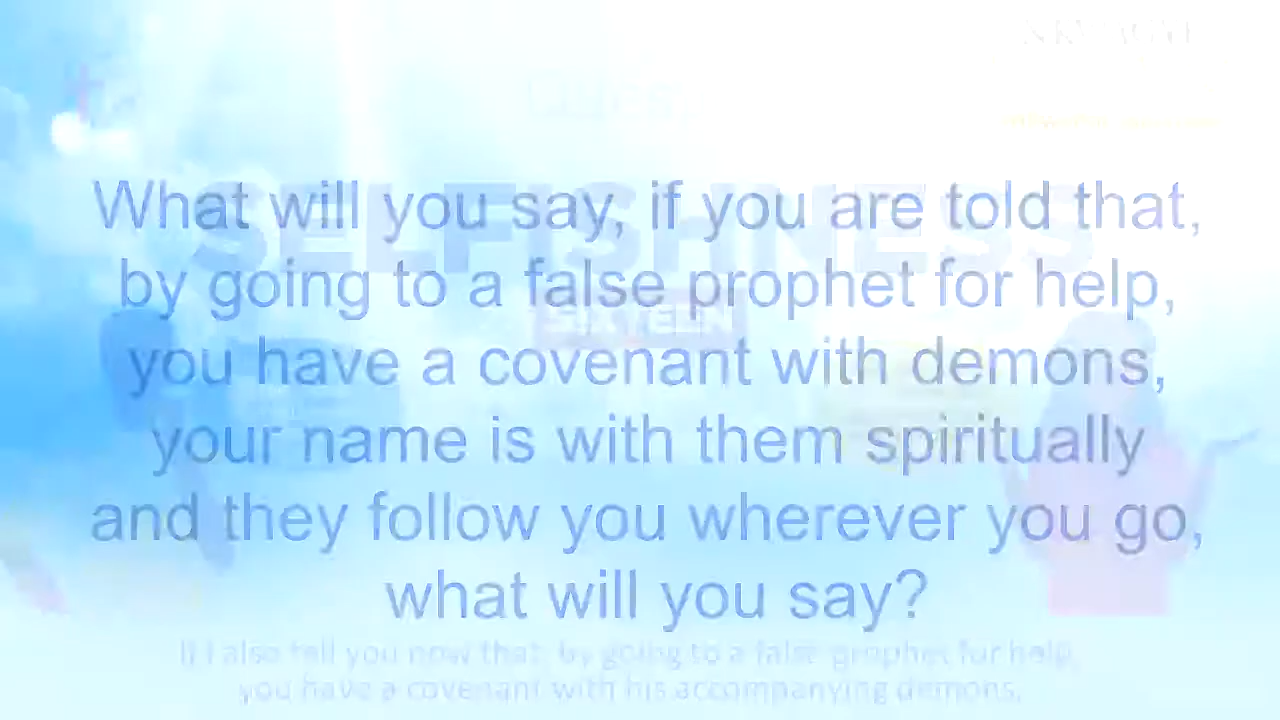 SELFISHNESS
What will you say, if you are told that,
by going to a false prophet for help,
SIXTEEN
you have a covenant with demons,
your name is with them spiritually
and they follow you wherever you go,
what will you say?
If I also tell you now that, by going to a false prophet for help,
you have a covenant with his accompanying demons.